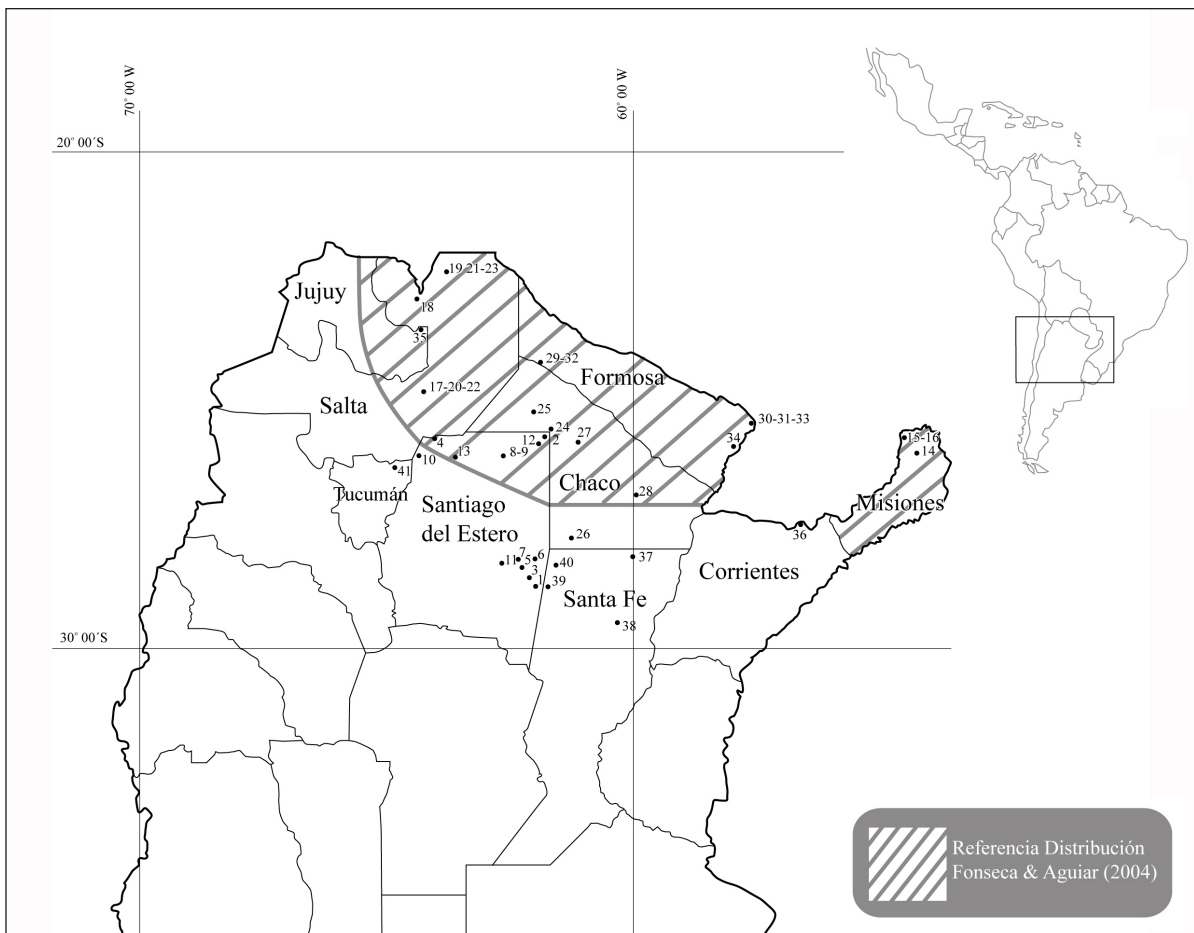 70° 00 W
60° 00 W
20° 00´S
19-21-23
Jujuy
18
35
29-32
Formosa
17-20-22
Salta
25
30-31-33
24
4
12
2
27
34
15-16
10
13
8-9
14
41
Tucumán
Chaco
28
Misiones
Santiago
del Estero
36
26
7
6
37
11
5
40
Corrientes
3
1
39
Santa Fe
38
30° 00´S
Referencia Distribución
Fonseca & Aguiar (2004)